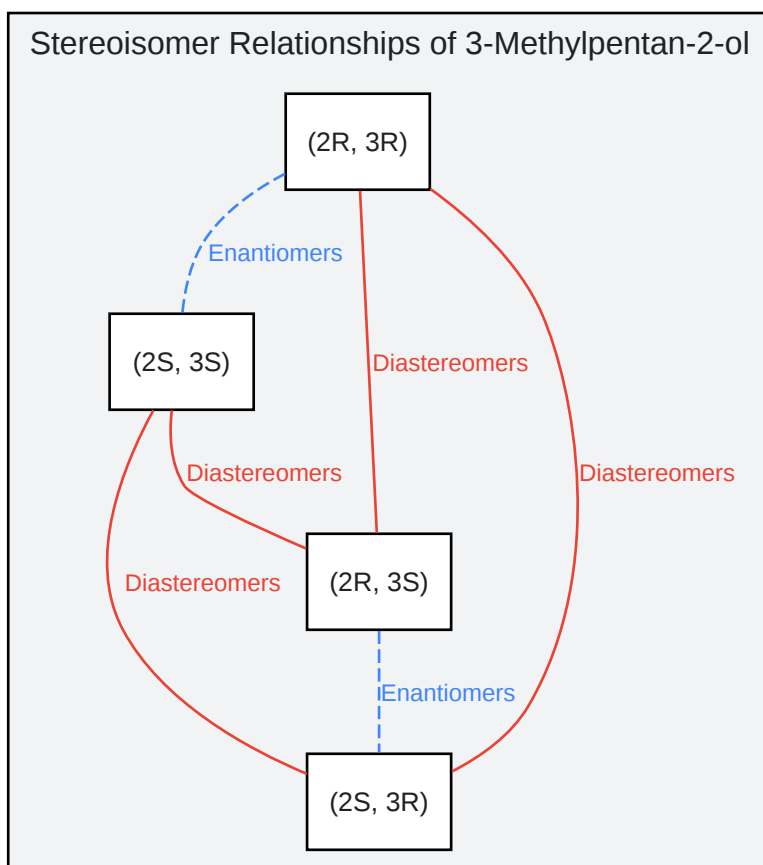 Stereoisomer Relationships of 3-Methylpentan-2-ol
(2R, 3R)
Enantiomers
(2S, 3S)
Diastereomers
Diastereomers
Diastereomers
(2R, 3S)
Diastereomers
Enantiomers
(2S, 3R)